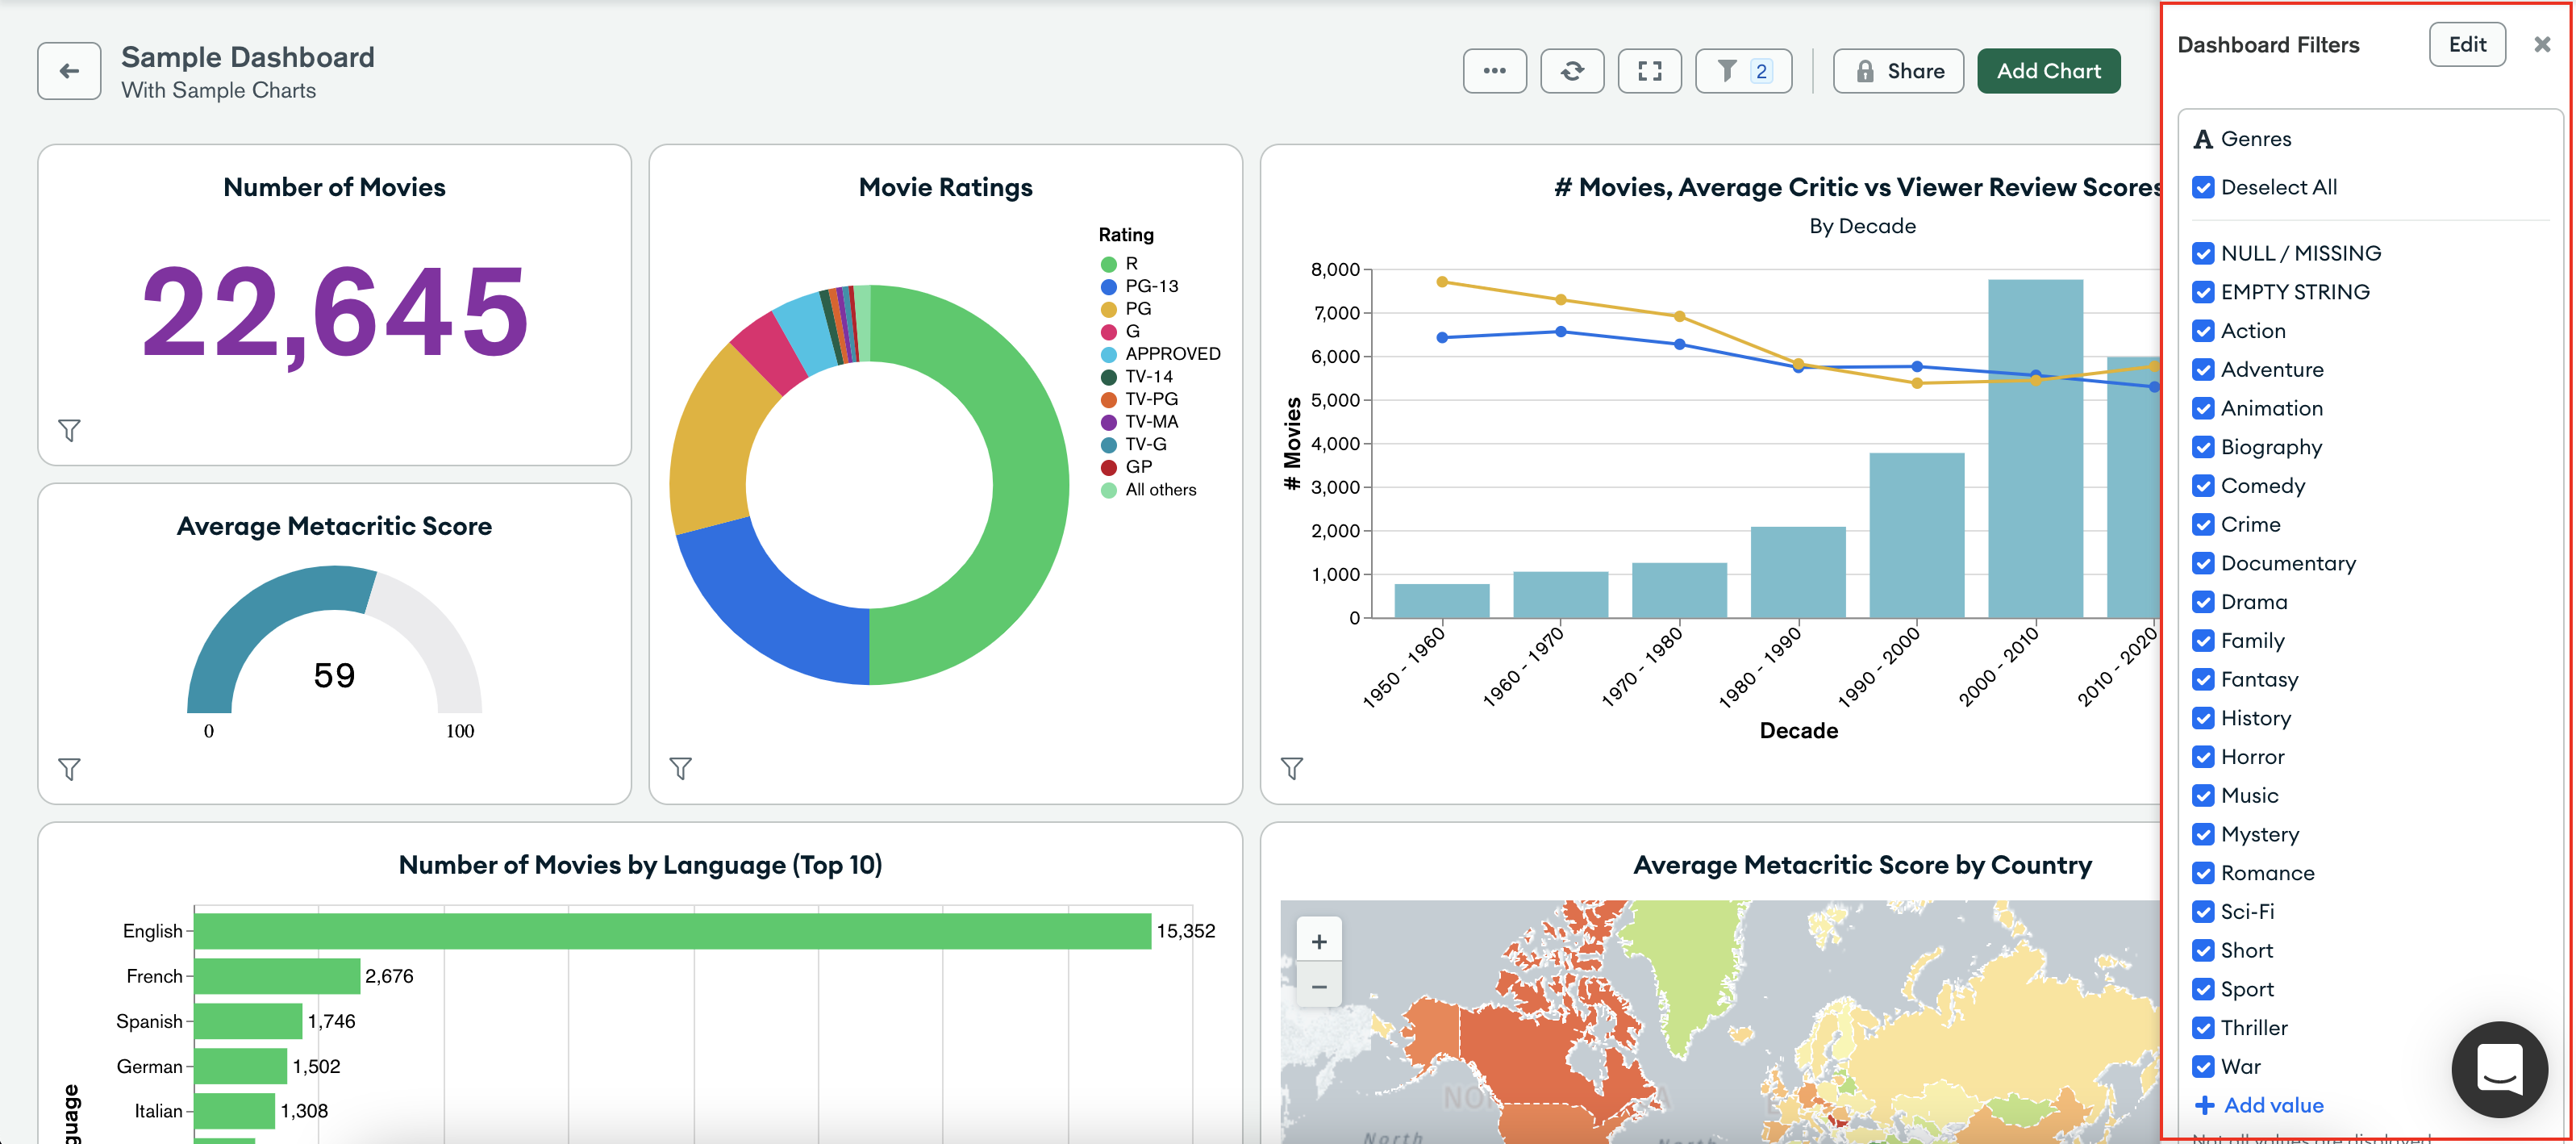 Sample Dashboard
With Sample Charts
2
Share
Add Chart
Number of Movies
22,645
Average Metacritic Score
59
0
100
Movie Ratings
Rating
R
PG-13
PG
G
APPROVED
TV-14
TV-PG
TV-MA
TV-G
GP
All others
# Movies, Average Critic vs Viewer Review Scores
By Decade
# Movies
8,000
7,000
6,000
5,000
4,000
3,000
2,000
1,000
0
1950 - 1960
1960 - 1970
1970 - 1980
1980 - 1990
1990 - 2000
2000 - 2010
2010 - 2020
Decade
Number of Movies by Language (Top 10)
English 15,352
French 2,676
Spanish 1,746
German 1,502
Italian 1,308
guage
Average Metacritic Score by Country
+
−
North
Dashboard Filters
Edit
A Genres
Deselect All
NULL / MISSING
EMPTY STRING
Action
Adventure
Animation
Biography
Comedy
Crime
Documentary
Drama
Family
Fantasy
History
Horror
Music
Mystery
Romance
Sci-Fi
Short
Sport
Thriller
War
+ Add value
Not all values are displayed